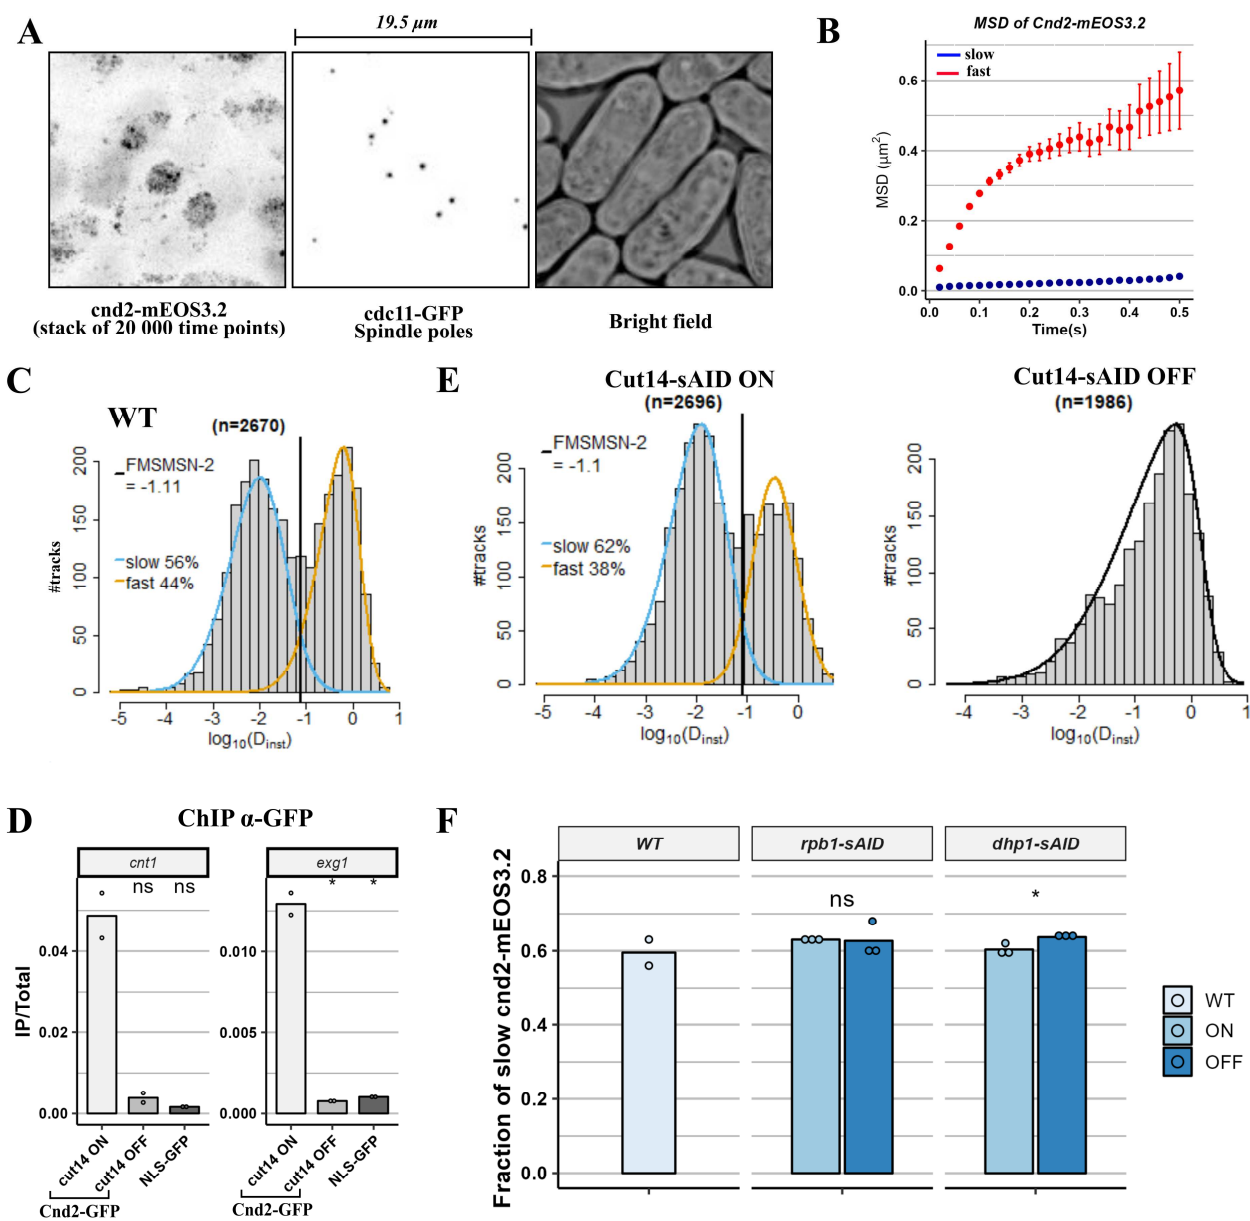 A
19.5 µm
cnd2-mEOS3.2
(stack of 20 000 time points)
cdc11-GFP
Spindle poles
Bright field
B
MSD of Cnd2-mEOS3.2
slow
fast
MSD (µm²)
0.6
0.4
0.2
0.0
0.0 0.1 0.2 0.3 0.4 0.5
Time(s)
C
WT
(n=2670)
FMSMSN-2
= -1.11
slow 56%
fast 44%
#tracks
200
150
100
50
0
-5 -4 -3 -2 -1 0 1
log10(Dinst)
E
Cut14-sAID ON
(n=2696)
FMSMSN-2
= -1.1
slow 62%
fast 38%
#tracks
200
150
100
50
0
-5 -4 -3 -2 -1 0
log10(Dinst)
Cut14-sAID OFF
(n=1986)
#tracks
200
150
100
50
0
-4 -3 -2 -1 0 1
log10(Dinst)
D
ChIP α-GFP
cnt1
ns ns
IP/Total
0.04
0.02
0.00
cut14 ON
cut14 OFF
NLS-GFP
Cnd2-GFP
exg1
* *
0.010
0.005
0.000
cut14 ON
cut14 OFF
NLS-GFP
Cnd2-GFP
F
Fraction of slow cnd2-mEOS3.2
WT
rpb1-sAID
dhp1-sAID
0.8
0.6
0.4
0.2
0.0
ns
*
WT
ON
OFF